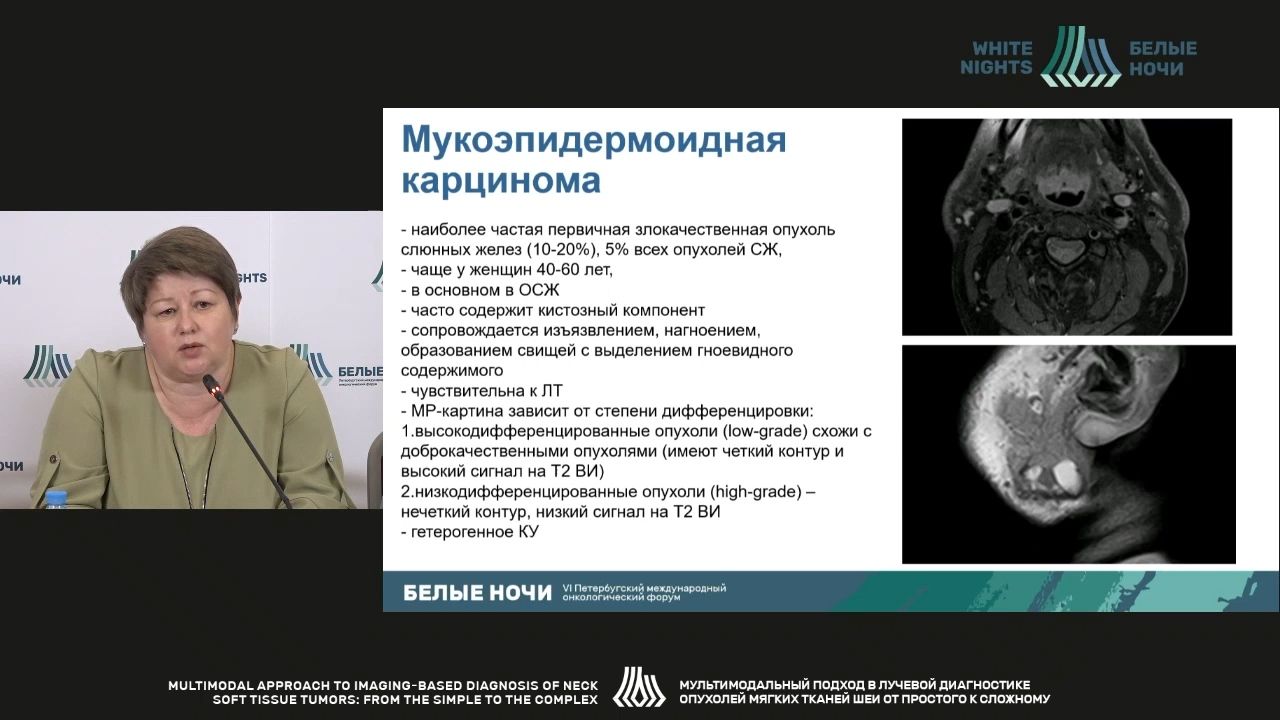 WHITE
NIGHTS
БЕЛЫЕ
НОЧИ
Мукоэпидермоидная
карцинома
- наиболее частая первичная злокачественная опухоль
слюнных желез (10-20%), 5% всех опухолей СЖ,
- чаще у женщин 40-60 лет,
- в основном в ОСЖ
- часто содержит кистозный компонент
- сопровождается изъязвлением, нагноением,
образованием свищей с выделением гноевидного
содержимого
- чувствительна к ЛТ
- МР-картина зависит от степени дифференцировки:
1.высокодифференцированные опухоли (low-grade) схожи с
доброкачественными опухолями (имеют четкий контур и
высокий сигнал на Т2 ВИ)
2.низкодифференцированные опухоли (high-grade) –
нечеткий контур, низкий сигнал на Т2 ВИ
- гетерогенное КУ
ОЧИ
GHTS
БЕЛЫЕ
ОЧИ
БЕЛЫЕ НОЧИ
VI Петербургский международный
онкологический форум
MULTIMODAL APPROACH TO IMAGING-BASED DIAGNOSIS OF NECK
SOFT TISSUE TUMORS: FROM THE SIMPLE TO THE COMPLEX
МУЛЬТИМОДАЛЬНЫЙ ПОДХОД В ЛУЧЕВОЙ ДИАГНОСТИКЕ
ОПУХОЛЕЙ МЯГКИХ ТКАНЕЙ ШЕИ ОТ ПРОСТОГО К СЛОЖНОМУ